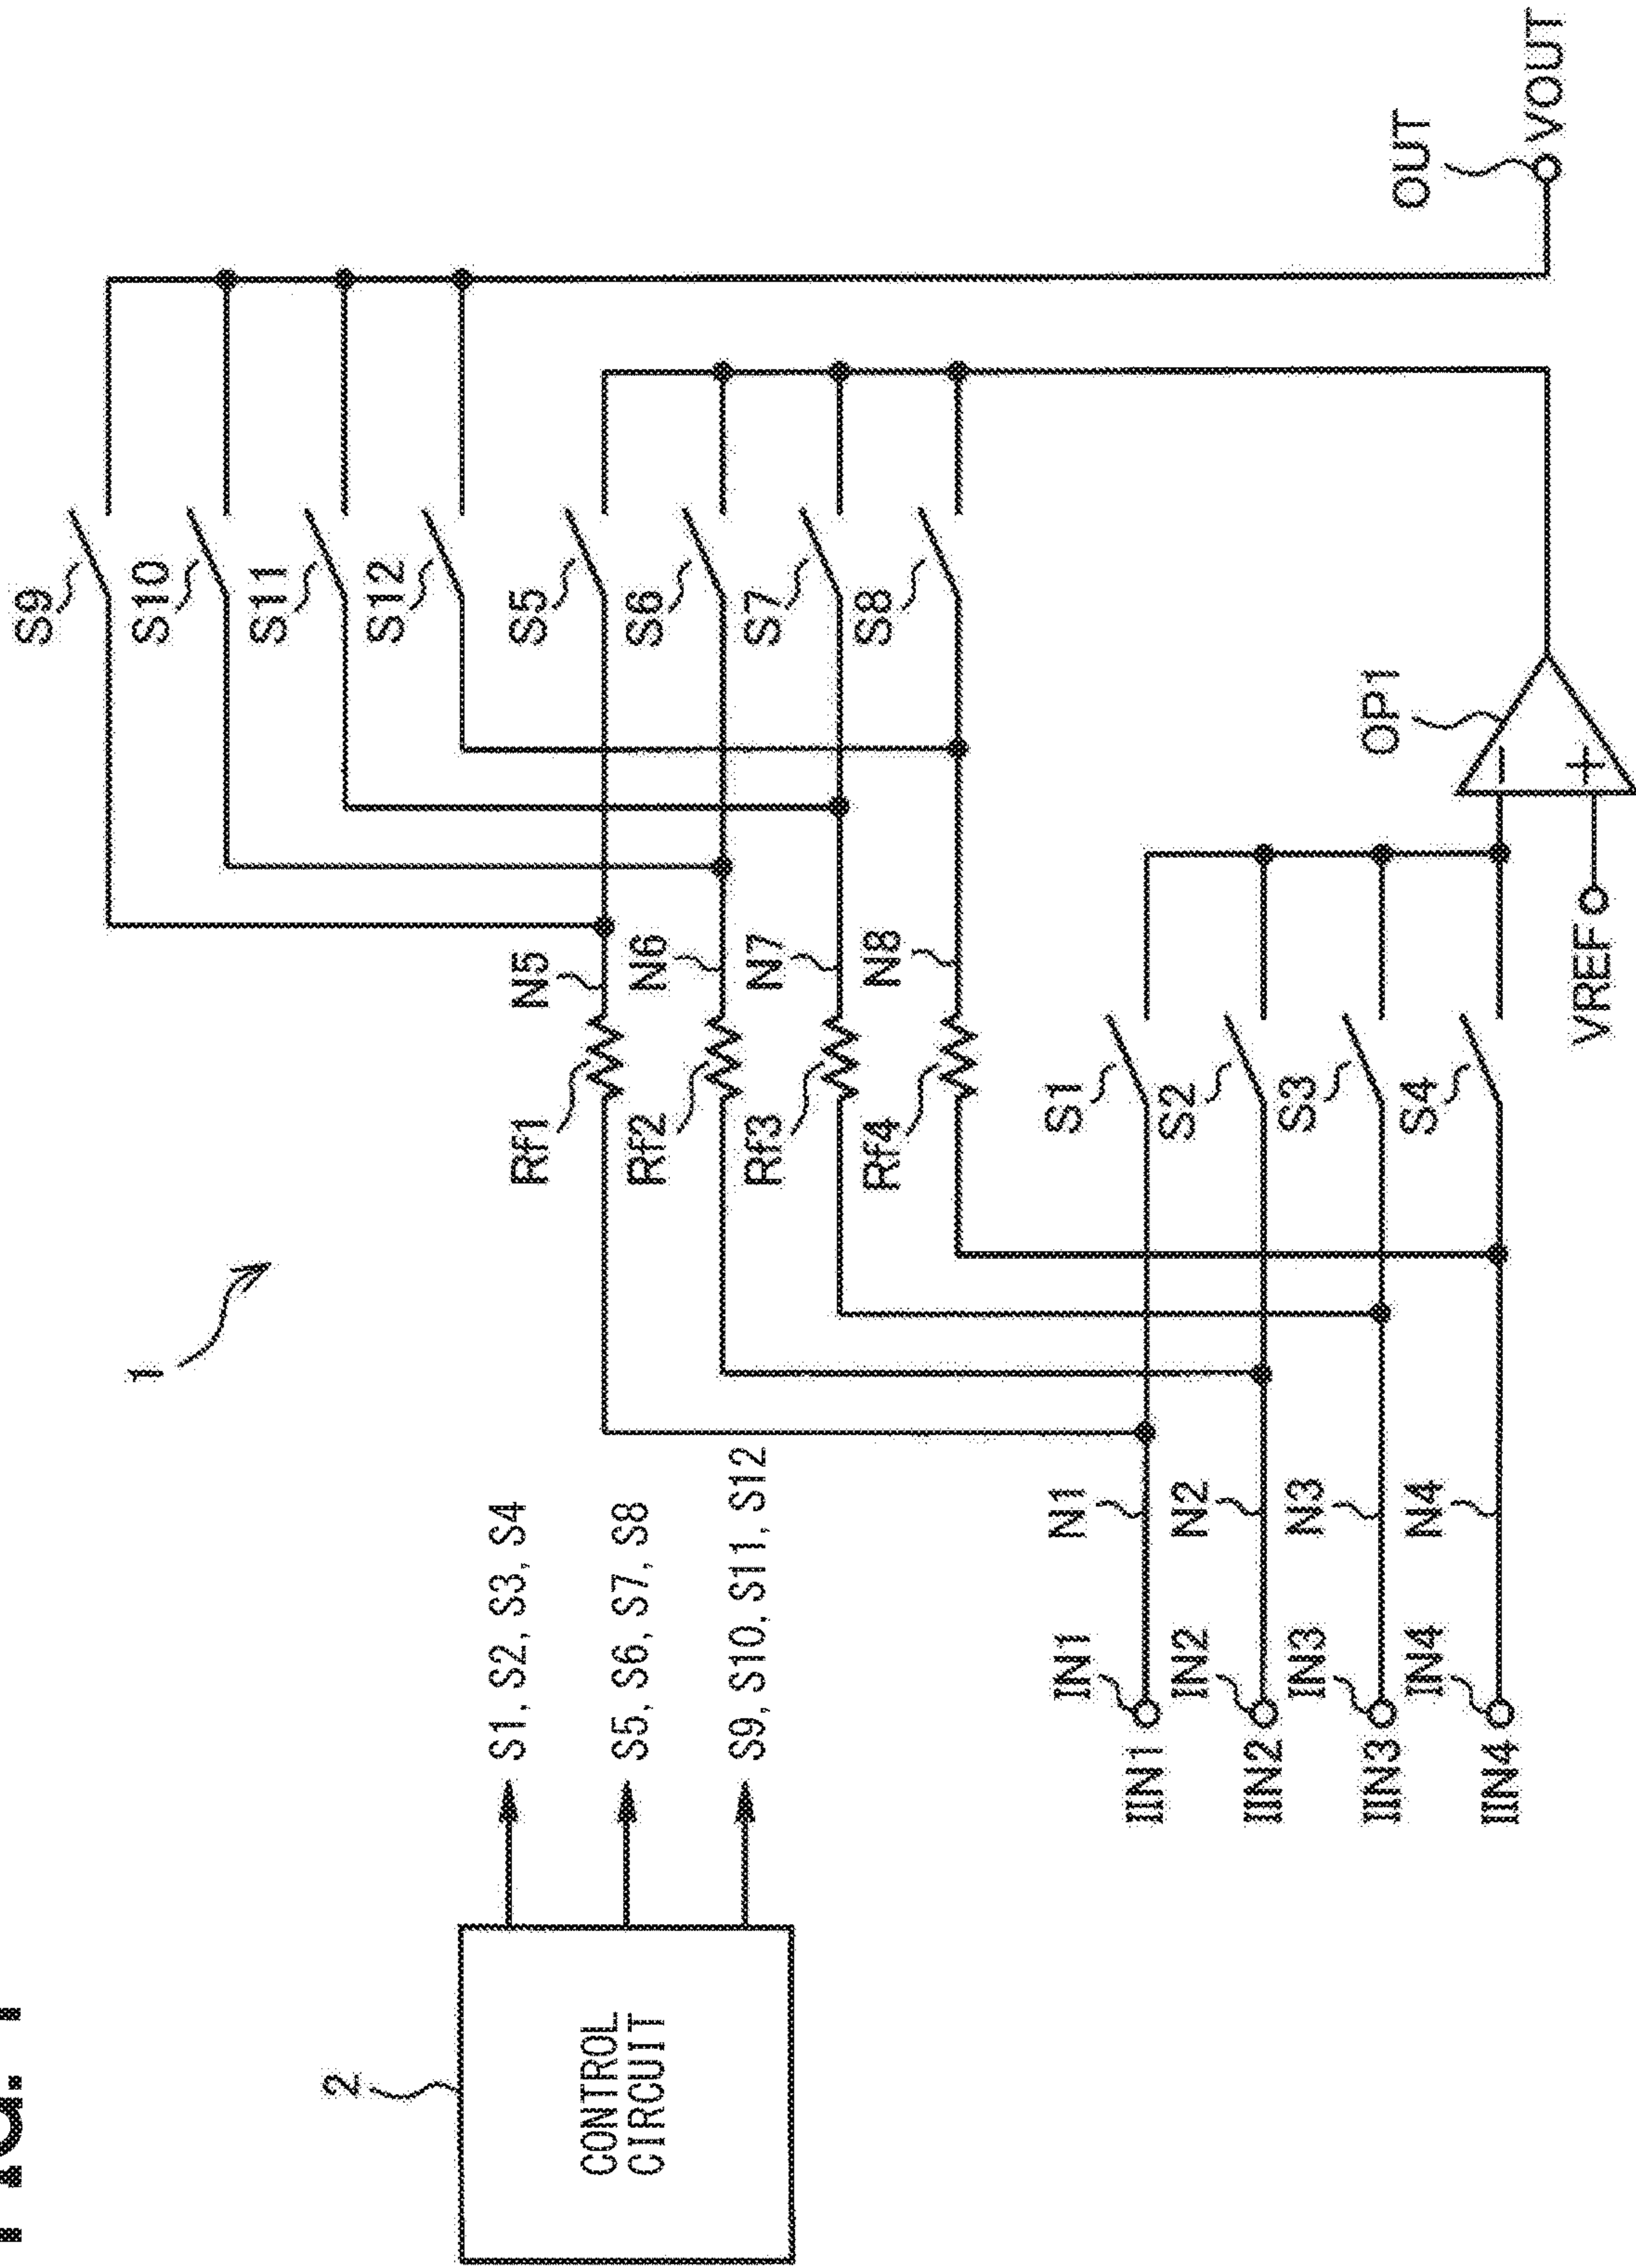 FIG. 1
1
2
CONTROL
CIRCUIT
S1, S2, S3, S4
S5, S6, S7, S8
S9, S10, S11, S12
S9
S10
S11
S12
S5
S6
S7
S8
N5
N6
N7
N8
Rf1
Rf2
Rf3
Rf4
S1
S2
S3
S4
N1
N2
N3
N4
IN1
IN2
IN3
IN4
IIN1
IIN2
IIN3
IIN4
OP1
−
+
VREF
OUT
VOUT